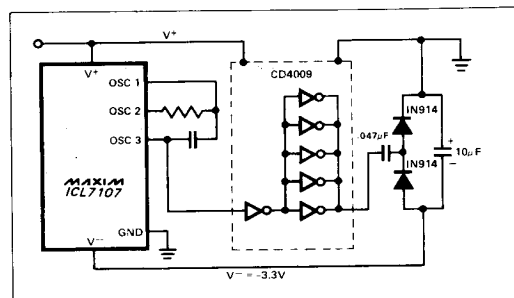 V+
V+
OSC 1
OSC 2
OSC 3
MAXIM
ICL7107
GND
V−
CD4009
.047µF
IN914
IN914
+
10µF
−
V− = −3.3V